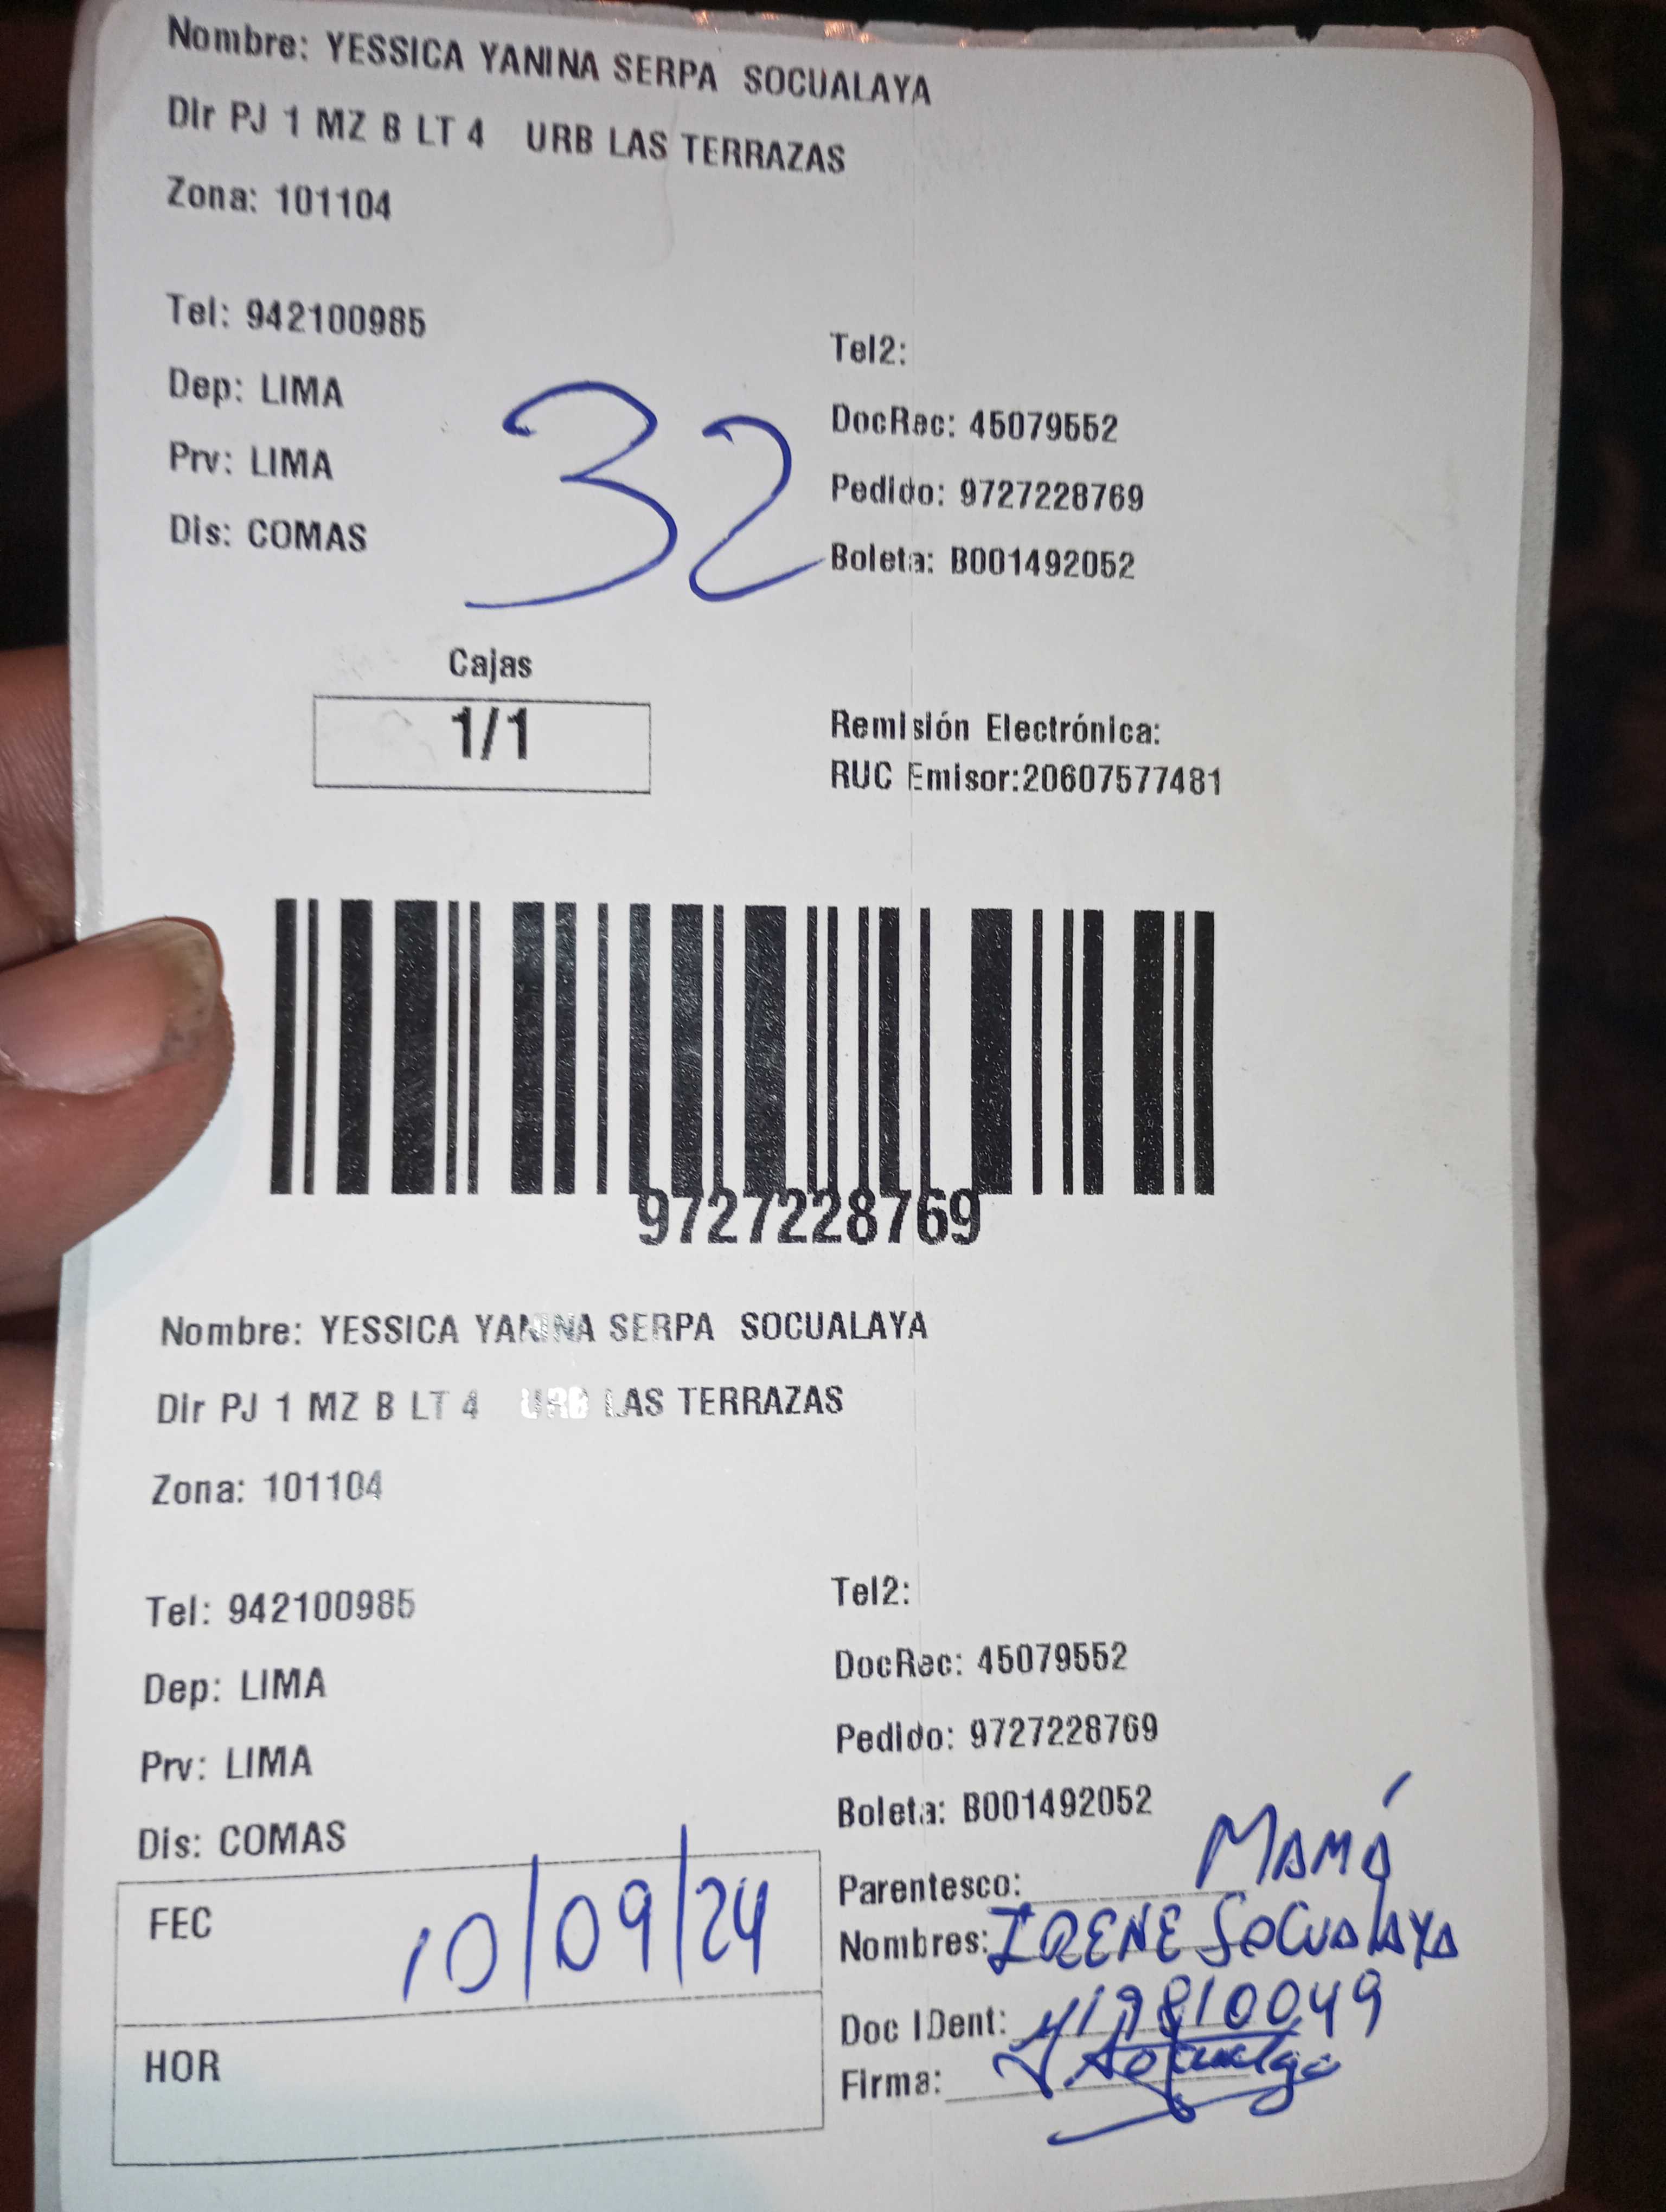 Nombre: YESSICA YANINA SERPA SOCUALAYA
Dir PJ 1 MZ B LT 4 URB LAS TERRAZAS
Zona: 101104
Tel: 942100985
Tel2:
Dep: LIMA
DocRec: 45079552
Prv: LIMA
Pedido: 9727228769
Dis: COMAS
Boleta: B001492052
32
Cajas
1/1
Remisión Electrónica:
RUC Emisor:20607577481
9727228769
Nombre: YESSICA YANINA SERPA SOCUALAYA
Dir PJ 1 MZ B LT 4 URB LAS TERRAZAS
Zona: 101104
Tel: 942100985
Tel2:
Dep: LIMA
DocRec: 45079552
Prv: LIMA
Pedido: 9727228769
Dis: COMAS
Boleta: B001492052
FEC 10/09/24
HOR
Parentesco: MAMÁ
Nombres: IRENE SOCUALAYA
Doc IDent:
Firma: